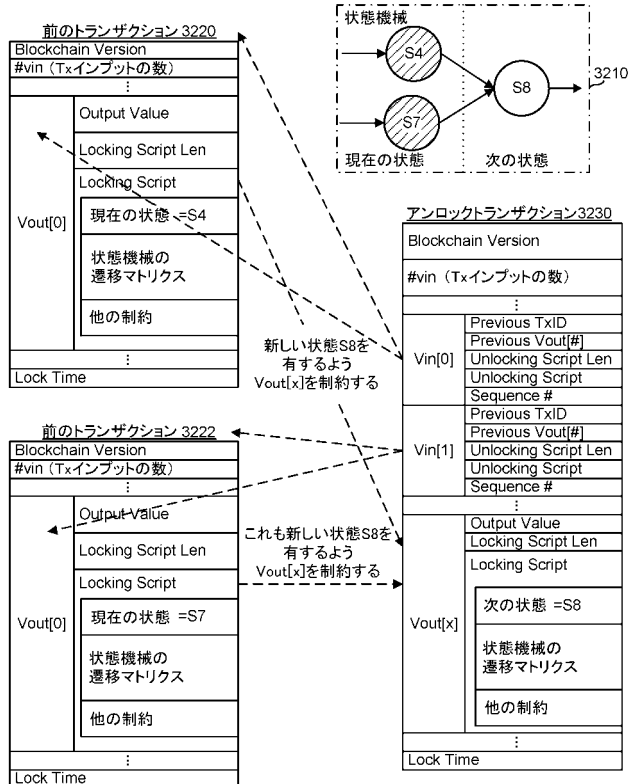 前のトランザクション 3220
Blockchain Version
#vin (Txインプットの数)
⋮
Vout[0]
Output Value
Locking Script Len
Locking Script
現在の状態 =S4
状態機械の
遷移マトリクス
他の制約
⋮
Lock Time
状態機械
S4
S7
S8
3210
現在の状態
次の状態
新しい状態S8を
有するよう
Vout[x]を制約する
前のトランザクション 3222
Blockchain Version
#vin (Txインプットの数)
⋮
Vout[0]
Output Value
Locking Script Len
Locking Script
現在の状態 =S7
状態機械の
遷移マトリクス
他の制約
⋮
Lock Time
これも新しい状態S8を
有するよう
Vout[x]を制約する
アンロックトランザクション3230
Blockchain Version
#vin (Txインプットの数)
⋮
Vin[0]
Previous TxID
Previous Vout[#]
Unlocking Script Len
Unlocking Script
Sequence #
Vin[1]
Previous TxID
Previous Vout[#]
Unlocking Script Len
Unlocking Script
Sequence #
⋮
Vout[x]
Output Value
Locking Script Len
Locking Script
次の状態 =S8
状態機械の
遷移マトリクス
他の制約
⋮
Lock Time